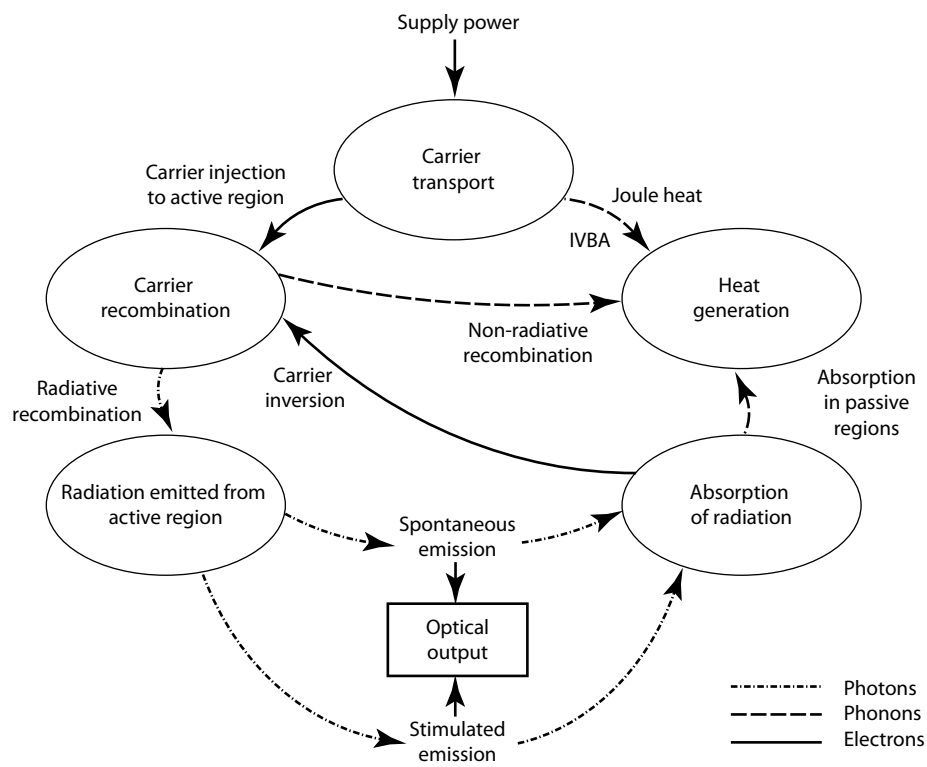 Supply power
Carrier
transport
Carrier injection
to active region
Joule heat
IVBA
Carrier
recombination
Heat
generation
Non-radiative
recombination
Carrier
inversion
Radiative
recombination
Absorption
in passive
regions
Radiation emitted from
active region
Absorption
of radiation
Spontaneous
emission
Optical
output
Stimulated
emission
Photons
Phonons
Electrons